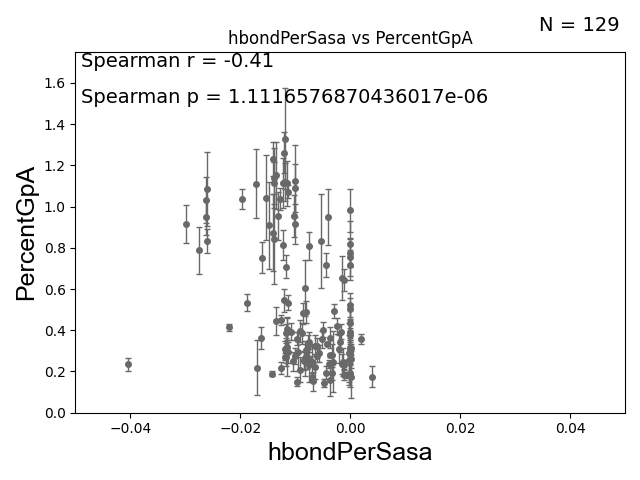 N = 129
hbondPerSasa vs PercentGpA
Spearman r = -0.41
Spearman p = 1.1116576870436017e-06
1.6
1.4
1.2
1.0
0.8
0.6
0.4
0.2
0.0
PercentGpA
−0.04 −0.02 0.00 0.02 0.04
hbondPerSasa